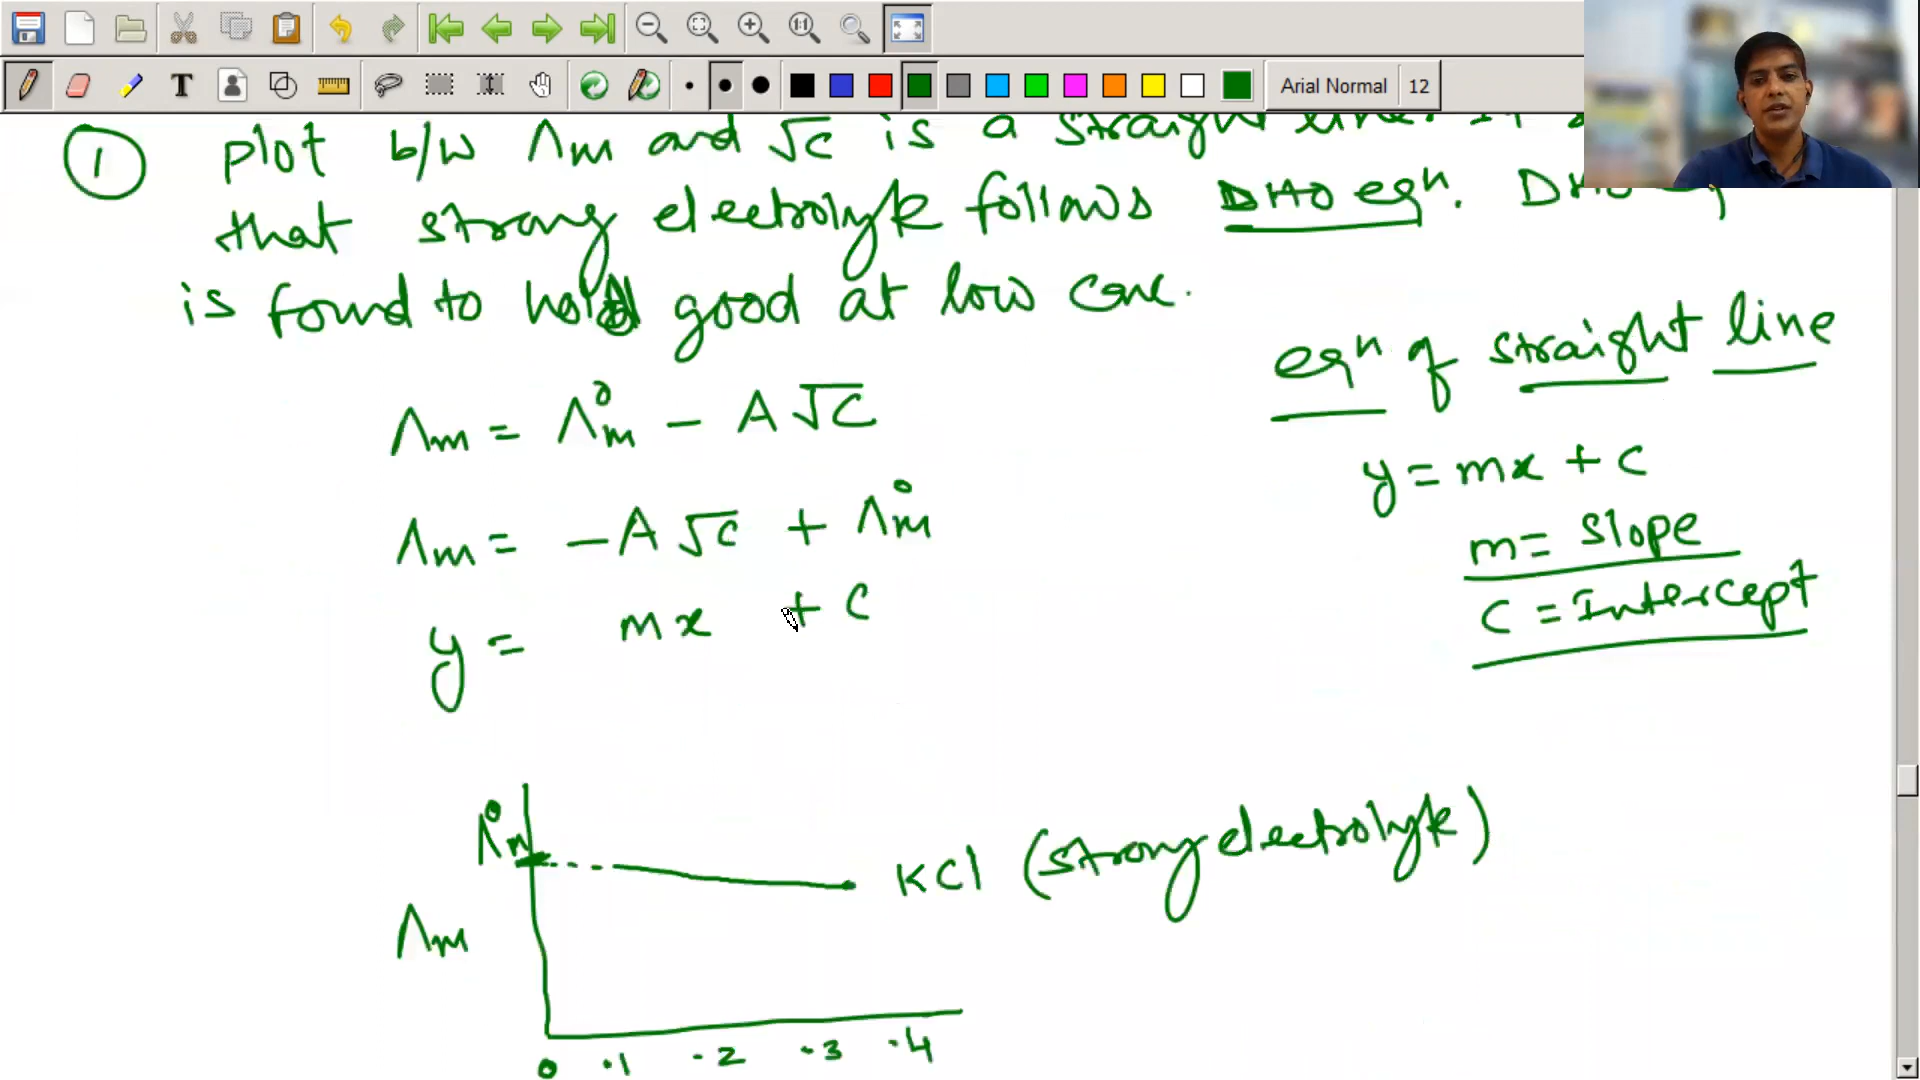 1:1
T
Arial Normal 12
① plot b/w Λm and √c is a straight line. It
that strong electrolyte follows DHO eqⁿ. DHO
is found to hold good at low conc.
Λm = Λ°m - A√C
Λm = -A√C + Λ°m
y = mx + c
eqⁿ of straight line
y = mx + c
m = Slope
C = Intercept
Λ°m
KCl (strong electrolyte)
Λm
0 .1 .2 .3 .4